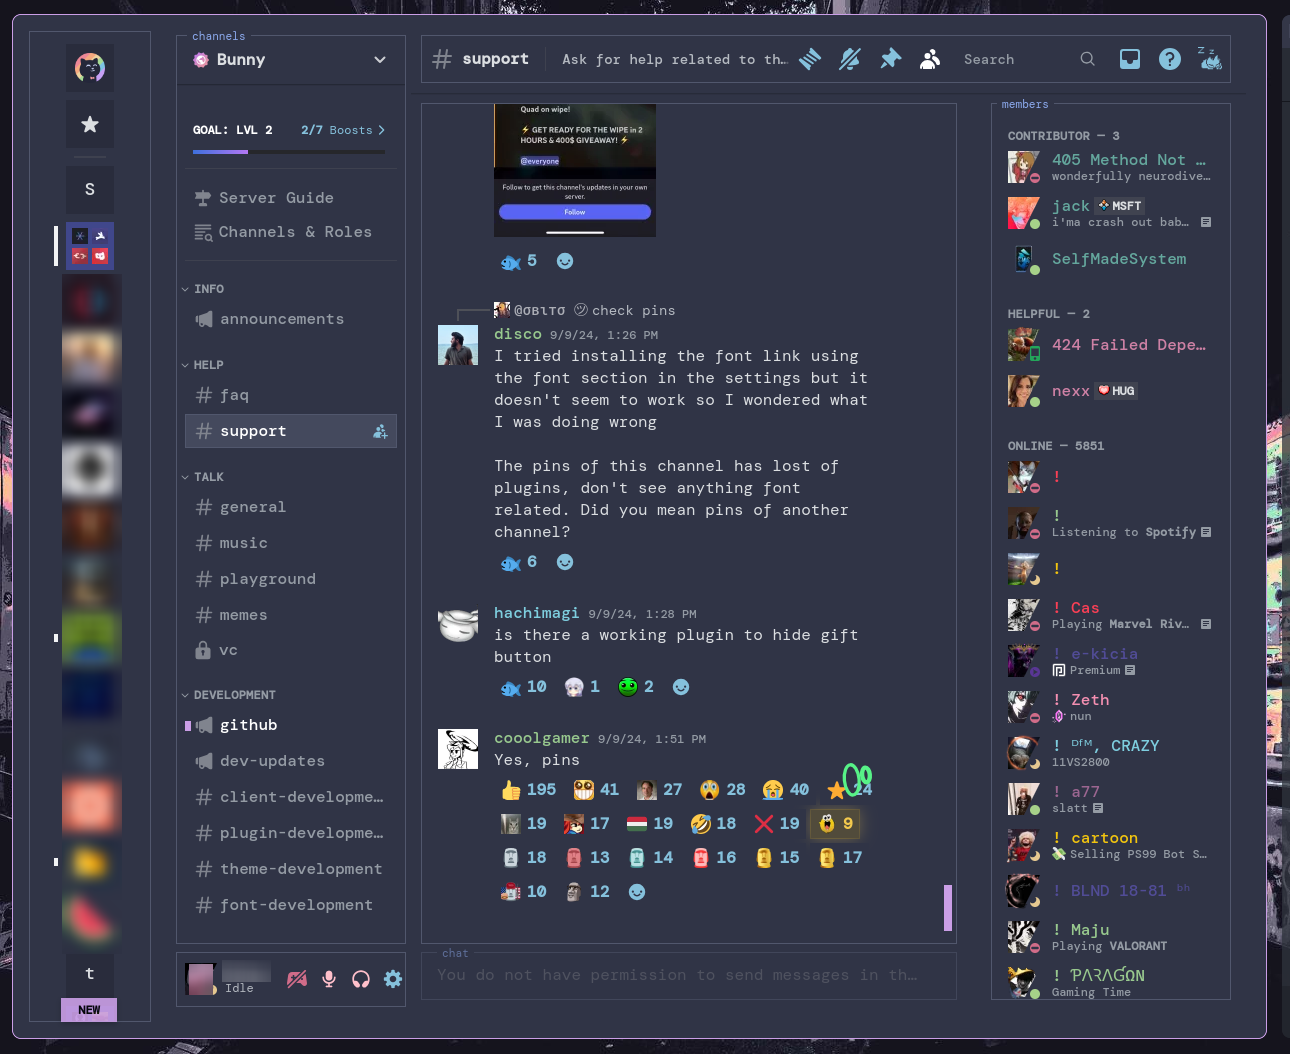 channels
Bunny
GOAL: LVL 2
2/7 Boosts
Server Guide
Channels & Roles
INFO
announcements
HELP
faq
support
TALK
general
music
playground
memes
vc
DEVELOPMENT
github
dev-updates
client-developme…
plugin-developme…
theme-development
font-development
Idle
S
t
NEW
support
Ask for help related to th…
Search
Quad on wipe!
⚡ GET READY FOR THE WIPE in 2
HOURS & 400$ GIVEAWAY! ⚡
@everyone
Follow to get this channel's updates in your own
server.
Follow
5
@σвιтσ check pins
disco 9/9/24, 1:26 PM
I tried installing the font link using
the font section in the settings but it
doesn't seem to work so I wondered what
I was doing wrong
The pins of this channel has lost of
plugins, don't see anything font
related. Did you mean pins of another
channel?
6
hachimagi 9/9/24, 1:28 PM
is there a working plugin to hide gift
button
10 1 2
cooolgamer 9/9/24, 1:51 PM
Yes, pins
195 41 27 28 40
19 17 19 18 19 9
18 13 14 16 15 17
10 12
chat
You do not have permission to send messages in th…
members
CONTRIBUTOR — 3
405 Method Not …
wonderfully neurodive…
jack MSFT
i'ma crash out bab…
SelfMadeSystem
HELPFUL — 2
424 Failed Depe…
nexx HUG
ONLINE — 5851
!
!
Listening to Spotify
!
! Cas
Playing Marvel Riv…
! e-kicia
Premium
! Zeth
nun
! ᴰᶠᴹ, CRAZY
11VS2800
! a77
slatt
! cartoon
Selling PS99 Bot S…
! BLND 18-81 ᵇʰ
! Maju
Playing VALORANT
! ƤΛRΛƓΩN
Gaming Time